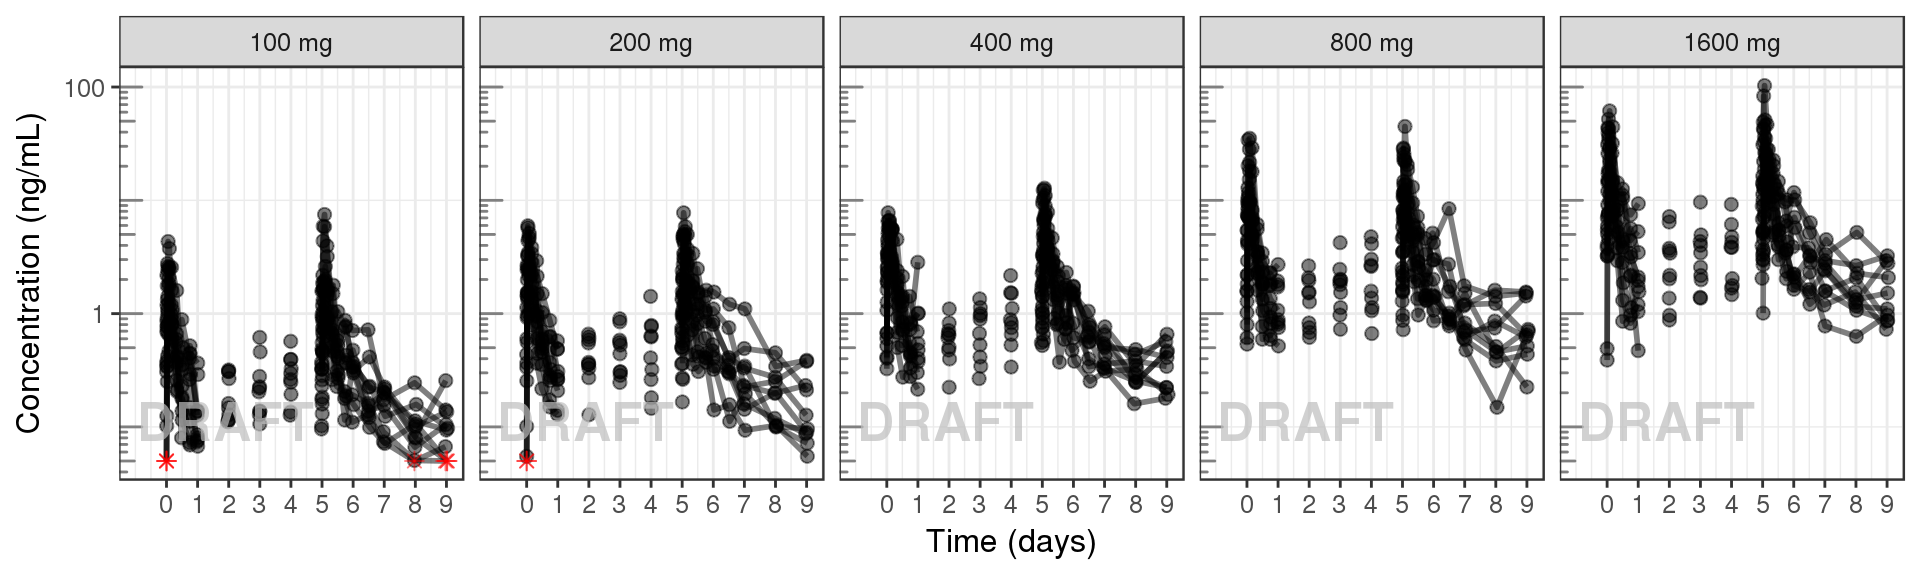 100 mg 200 mg 400 mg 800 mg 1600 mg
Concentration (ng/mL)
100
1
DRAFT DRAFT DRAFT DRAFT DRAFT
0 1 2 3 4 5 6 7 8 9 0 1 2 3 4 5 6 7 8 9 0 1 2 3 4 5 6 7 8 9 0 1 2 3 4 5 6 7 8 9 0 1 2 3 4 5 6 7 8 9
Time (days)